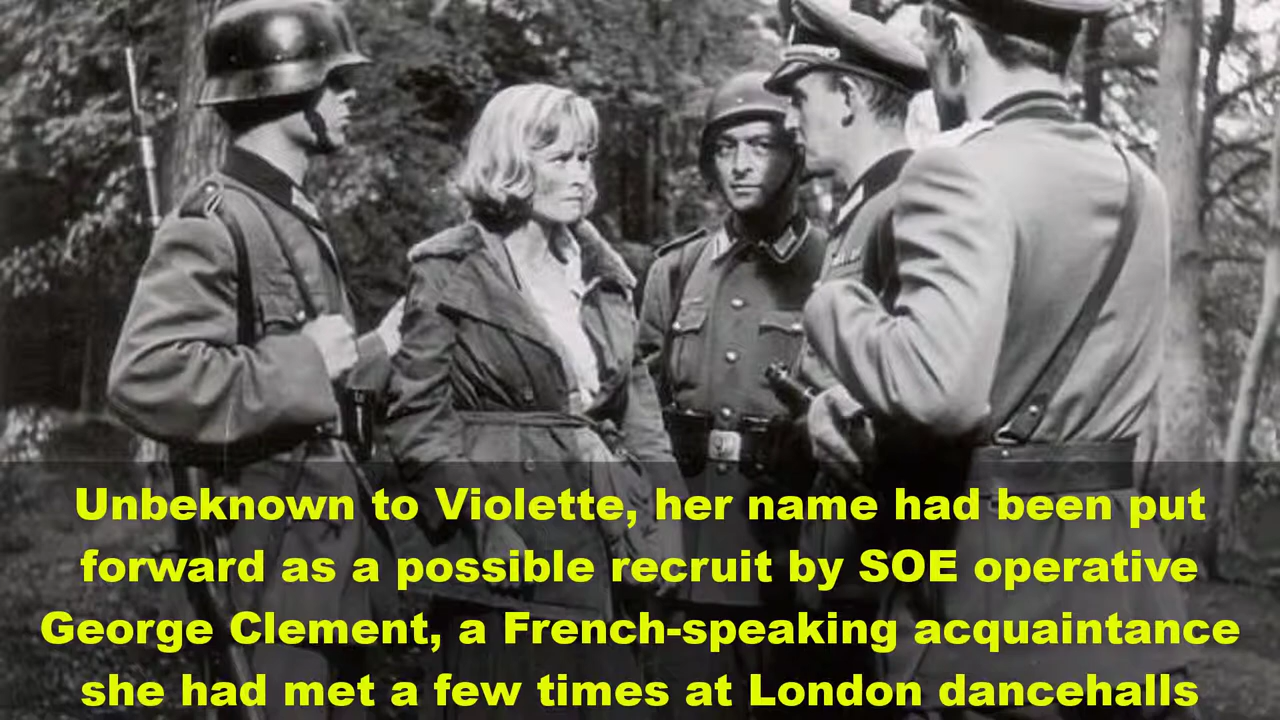 Unbeknown to Violette, her name had been put
forward as a possible recruit by SOE operative
George Clement, a French-speaking acquaintance
she had met a few times at London dancehalls